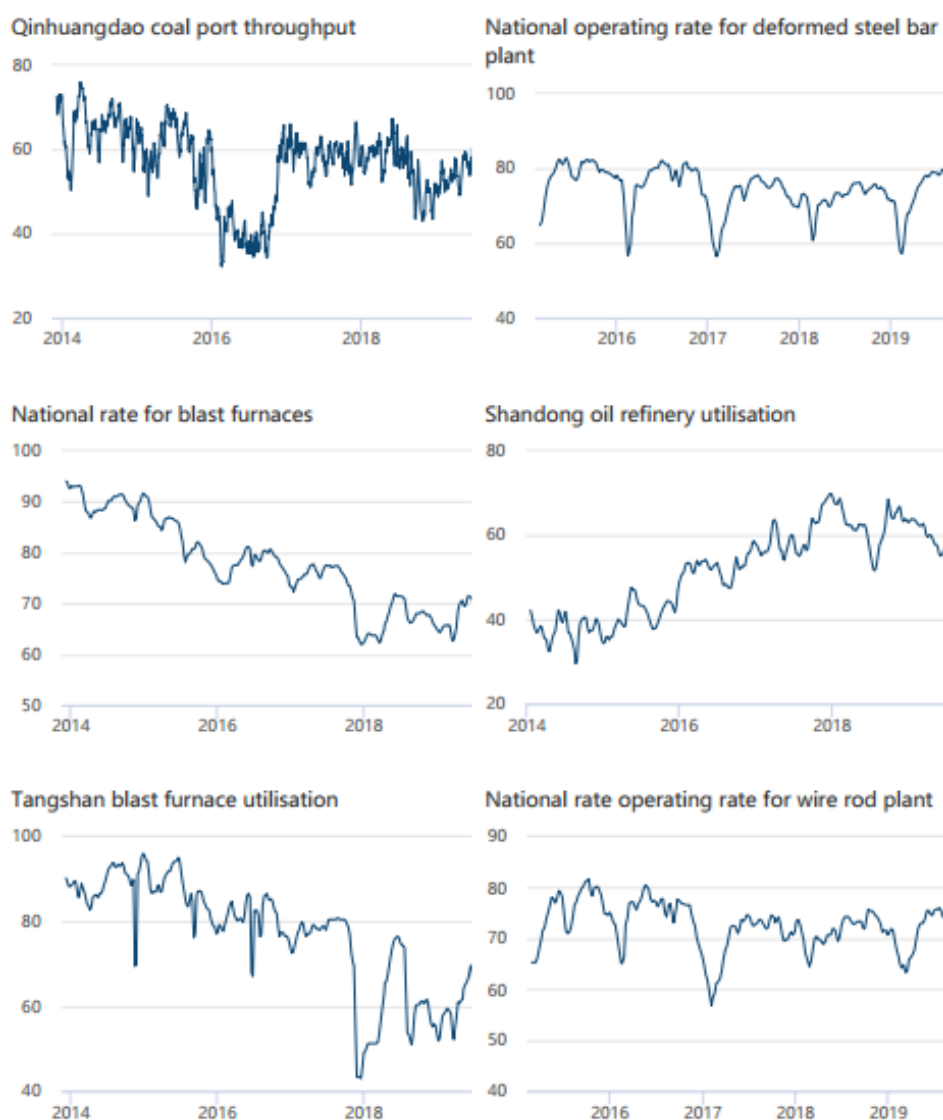 Qinhuangdao coal port throughput
80
60
40
20
2014 2016 2018
National operating rate for deformed steel bar
plant
100
80
60
40
2016 2017 2018 2019
National rate for blast furnaces
100
90
80
70
60
50
2014 2016 2018
Shandong oil refinery utilisation
80
60
40
20
2014 2016 2018
Tangshan blast furnace utilisation
100
80
60
40
2014 2016 2018
National rate operating rate for wire rod plant
90
80
70
60
50
40
2016 2017 2018 2019